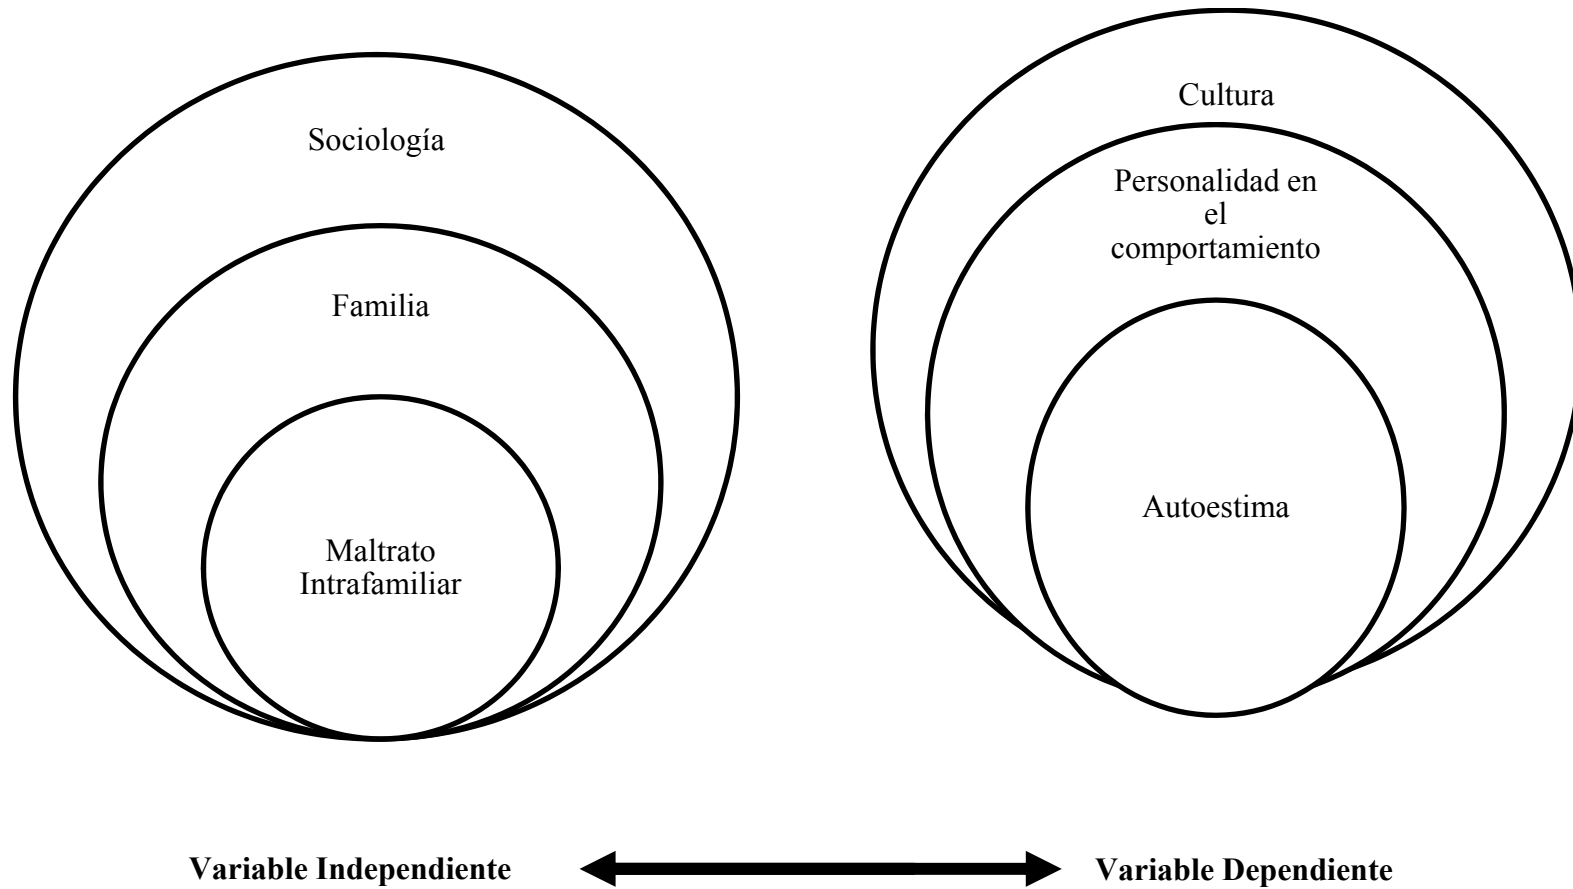 Sociología
Familia
Maltrato
Intrafamiliar
Cultura
Personalidad en
el
comportamiento
Autoestima
Variable Independiente
Variable Dependiente